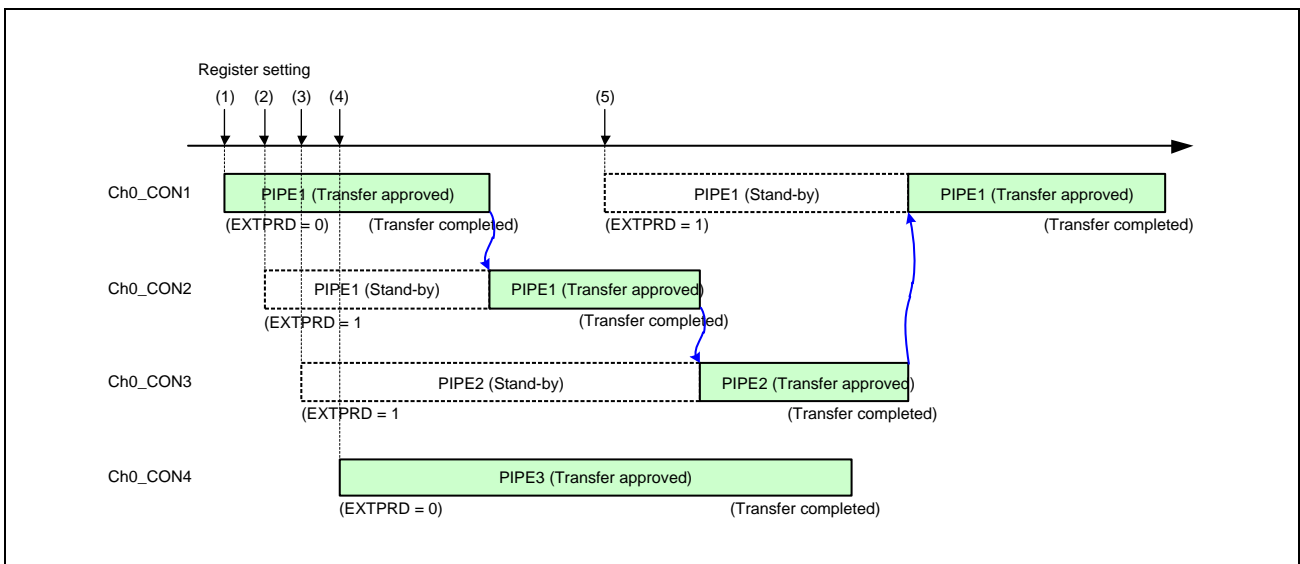 Register setting
(1) (2) (3) (4) (5)
Ch0_CON1 PIPE1 (Transfer approved) PIPE1 (Stand-by) PIPE1 (Transfer approved)
(EXTPRD = 0) (Transfer completed) (EXTPRD = 1) (Transfer completed)
Ch0_CON2 PIPE1 (Stand-by) PIPE1 (Transfer approved)
(EXTPRD = 1 (Transfer completed)
Ch0_CON3 PIPE2 (Stand-by) PIPE2 (Transfer approved)
(EXTPRD = 1 (Transfer completed)
Ch0_CON4 PIPE3 (Transfer approved)
(EXTPRD = 0) (Transfer completed)